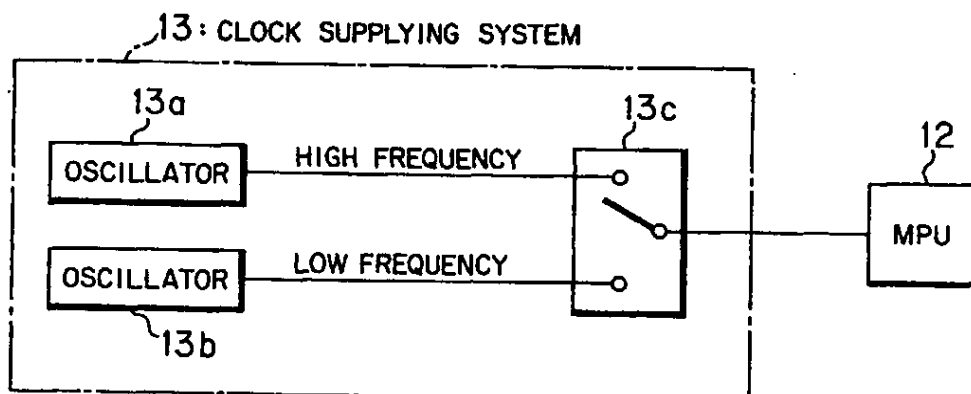 13: CLOCK SUPPLYING SYSTEM
13a
13c
12
OSCILLATOR
HIGH FREQUENCY
MPU
OSCILLATOR
LOW FREQUENCY
13b